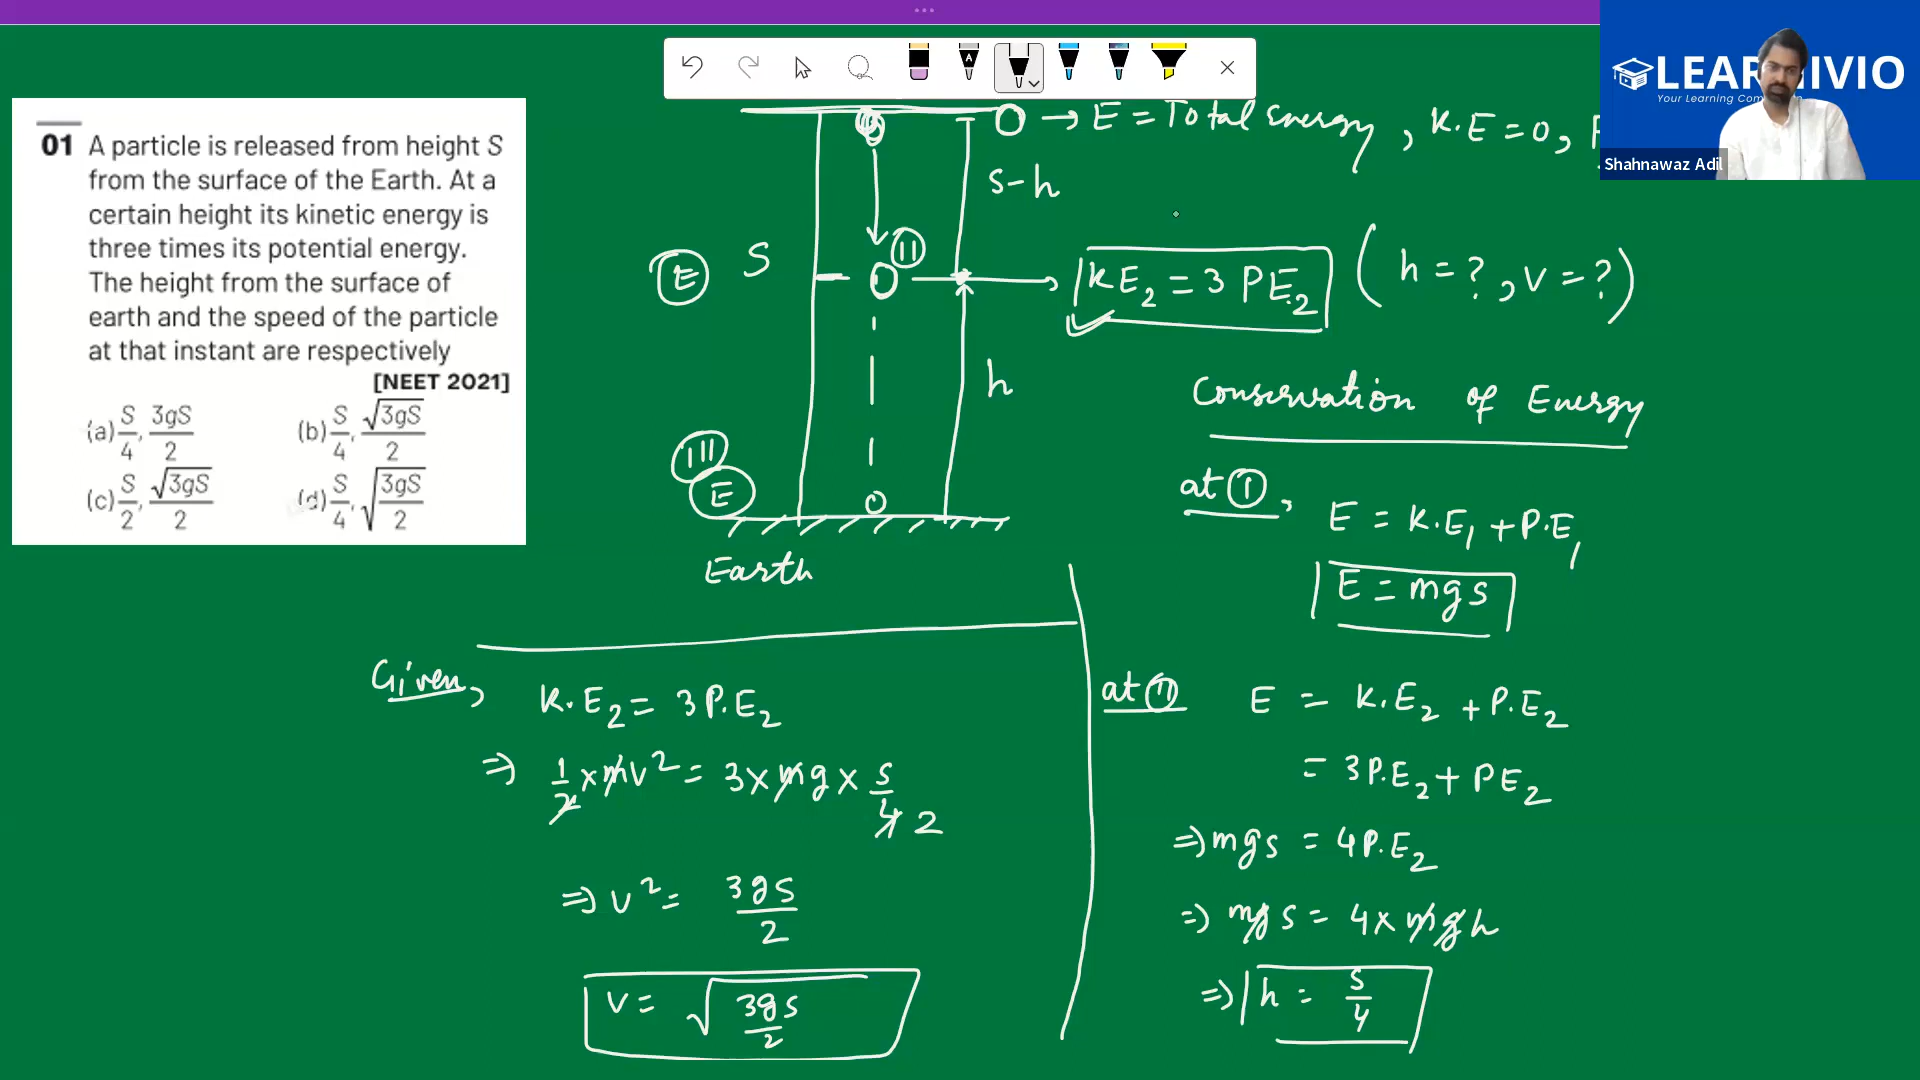 LEAR IVIO
Your Learning Com
Shahnawaz Adil
01 A particle is released from height S
from the surface of the Earth. At a
certain height its kinetic energy is
three times its potential energy.
The height from the surface of
earth and the speed of the particle
at that instant are respectively
[NEET 2021]
(a) S/4, 3gS/2
(b) S/4, √3gS/2
(c) S/2, √3gS/2
(d) S/4, √(3gS/2)
O → E = Total energy, K.E = 0, P
S-h
I
II
E
S
KE₂ = 3 PE₂ (h = ?, v = ?)
h
III
E
Earth
Conservation of Energy
at I,
E = K.E₁ + P.E₁
E = mgs
at II E = K.E₂ + P.E₂
= 3P.E₂ + PE₂
⇒ mgs = 4P.E₂
⇒ mgs = 4 × mgh
⇒ h = s/4
Given, K.E₂ = 3P.E₂
⇒ 1/2 × mv² = 3 × mg × s/4 2
⇒ v² = 3gs/2
v = √(3gs/2)